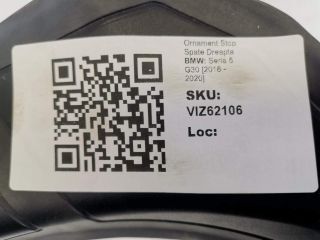 Ornament Stop
Spate Dreapta
BMW: Seria 5
G30 [2016 -
2020]
SKU:
VIZ62106
Loc: